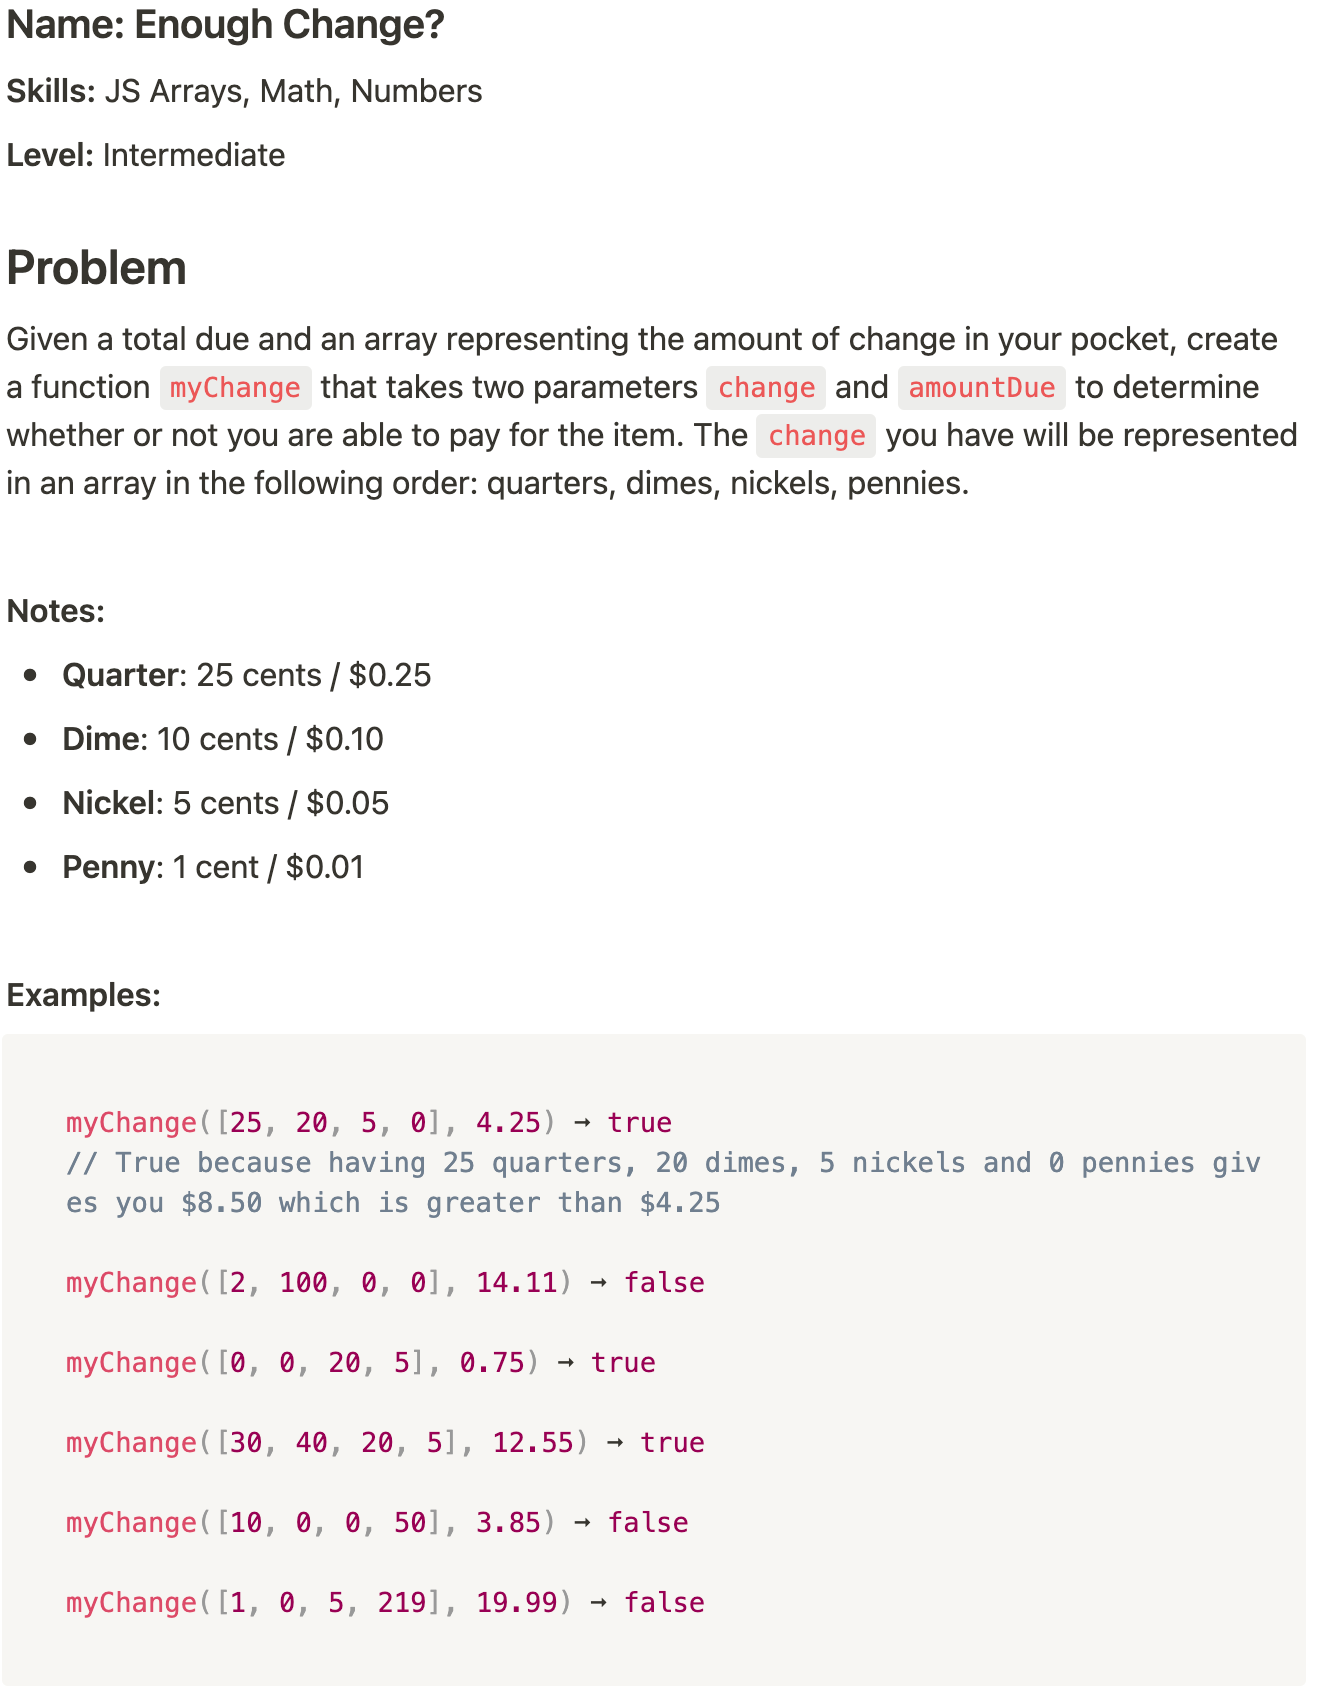 Name: Enough Change?
Skills: JS Arrays, Math, Numbers
Level: Intermediate
Problem
Given a total due and an array representing the amount of change in your pocket, create
a function myChange that takes two parameters change and amountDue to determine
whether or not you are able to pay for the item. The change you have will be represented
in an array in the following order: quarters, dimes, nickels, pennies.
Notes:
• Quarter: 25 cents / $0.25
• Dime: 10 cents / $0.10
• Nickel: 5 cents / $0.05
• Penny: 1 cent / $0.01
Examples:
myChange([25, 20, 5, 0], 4.25) → true
// True because having 25 quarters, 20 dimes, 5 nickels and 0 pennies giv
es you $8.50 which is greater than $4.25
myChange([2, 100, 0, 0], 14.11) → false
myChange([0, 0, 20, 5], 0.75) → true
myChange([30, 40, 20, 5], 12.55) → true
myChange([10, 0, 0, 50], 3.85) → false
myChange([1, 0, 5, 219], 19.99) → false